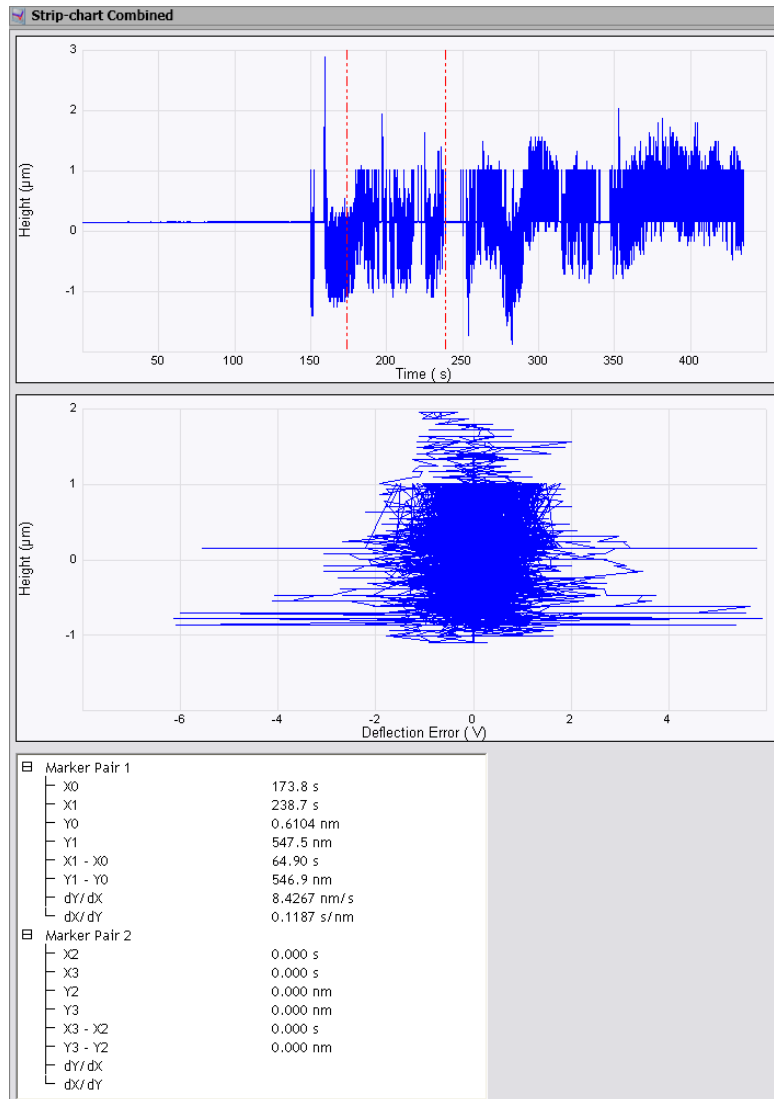 Strip-chart Combined
3
2
1
0
-1
Height (µm)
50 100 150 200 250 300 350 400
Time ( s)
2
1
0
-1
Height (µm)
-6 -4 -2 0 2 4
Deflection Error ( V)
Marker Pair 1
X0 173.8 s
X1 238.7 s
Y0 0.6104 nm
Y1 547.5 nm
X1 - X0 64.90 s
Y1 - Y0 546.9 nm
dY/dX 8.4267 nm/s
dX/dY 0.1187 s/nm
Marker Pair 2
X2 0.000 s
X3 0.000 s
Y2 0.000 nm
Y3 0.000 nm
X3 - X2 0.000 s
Y3 - Y2 0.000 nm
dY/dX
dX/dY